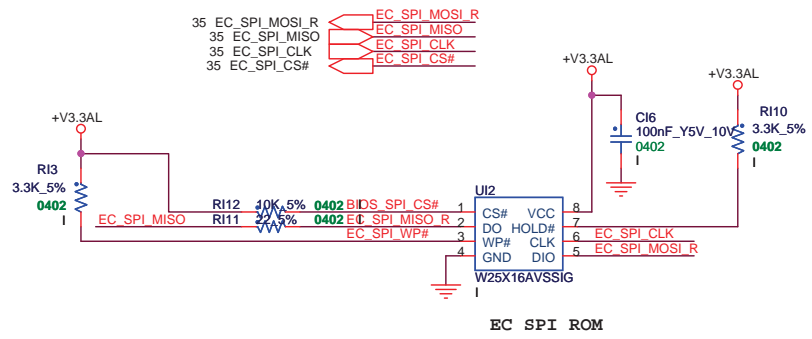 35 EC_SPI_MOSI_R EC_SPI_MOSI_R
35 EC_SPI_MISO EC_SPI_MISO
35 EC_SPI_CLK EC_SPI_CLK
35 EC_SPI_CS# EC_SPI_CS#
+V3.3AL
+V3.3AL
+V3.3AL
CI6
100nF_Y5V_10V
0402
I
RI10
3.3K_5%
0402
I
RI3
3.3K_5%
0402
I
RI12 10K_5% 0402 I BIOS_SPI_CS#
EC_SPI_MISO RI11 22_5% 0402 I EC_SPI_MISO_R
EC_SPI_WP#
UI2
1 CS# VCC 8
2 DO HOLD# 7
3 WP# CLK 6 EC_SPI_CLK
4 GND DIO 5 EC_SPI_MOSI_R
W25X16AVSSIG
I
EC SPI ROM